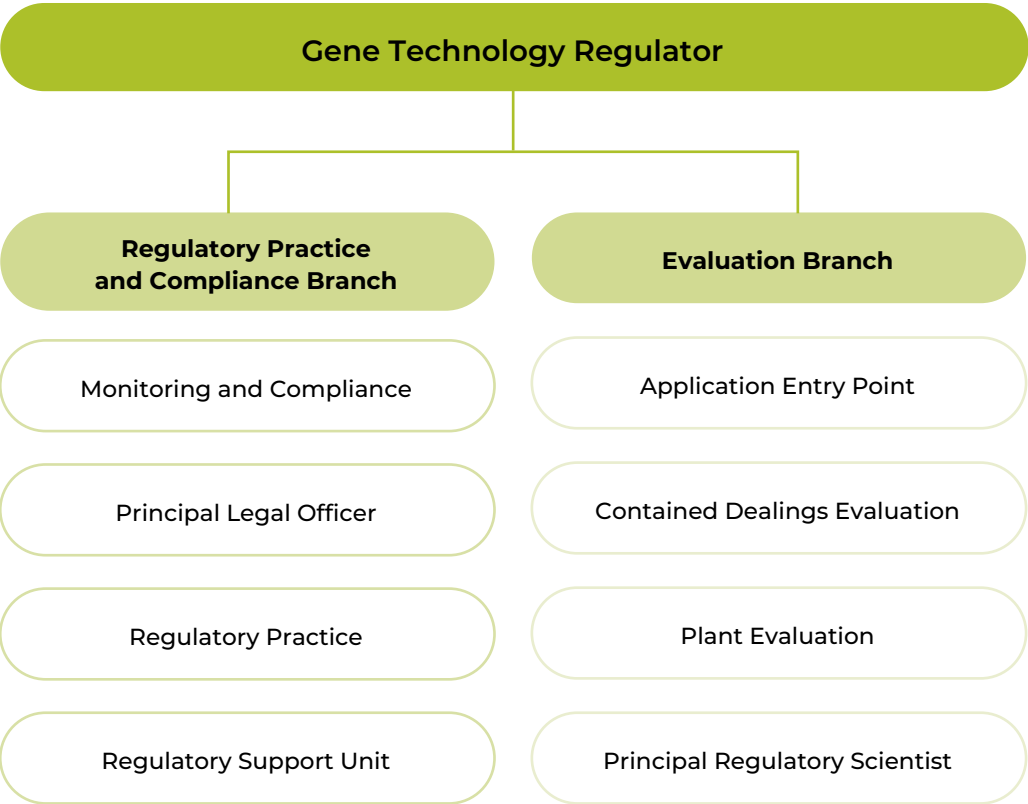 Gene Technology Regulator
Regulatory Practice
and Compliance Branch
Monitoring and Compliance
Principal Legal Officer
Regulatory Practice
Regulatory Support Unit
Evaluation Branch
Application Entry Point
Contained Dealings Evaluation
Plant Evaluation
Principal Regulatory Scientist